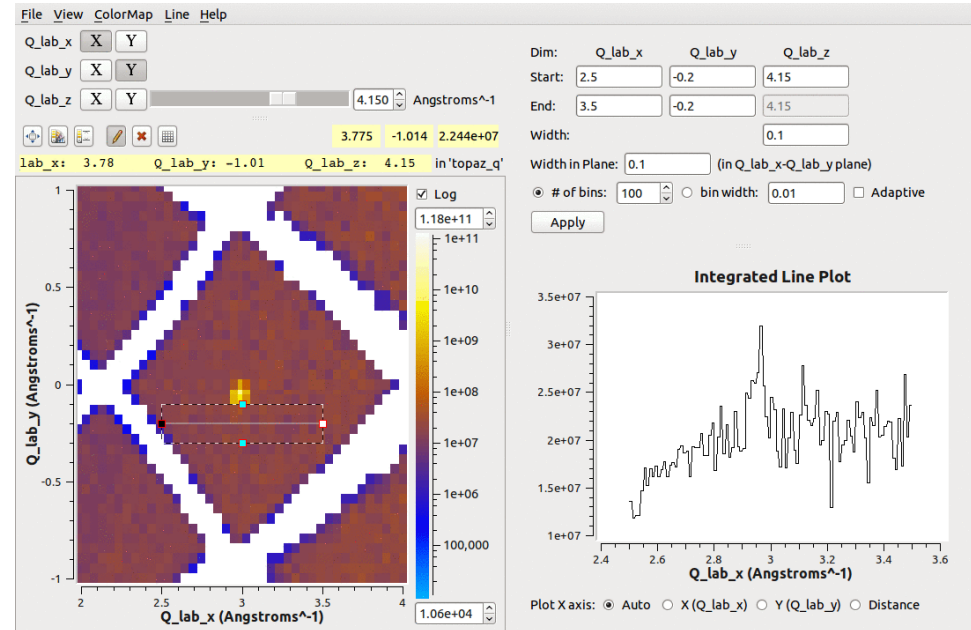 File View ColorMap Line Help
Q_lab_x X Y
Q_lab_y X Y
Q_lab_z X Y 4.150 Angstroms^-1
3.775 -1.014 2.244e+07
lab_x: 3.78 Q_lab_y: -1.01 Q_lab_z: 4.15 in 'topaz_q'
Log
1.18e+11
1e+11
1e+10
1e+09
1e+08
1e+07
1e+06
100,000
1.06e+04
1
0.5
0
-0.5
-1
Q_lab_y (Angstroms^-1)
2 2.5 3 3.5 4
Q_lab_x (Angstroms^-1)
Dim: Q_lab_x Q_lab_y Q_lab_z
Start: 2.5 -0.2 4.15
End: 3.5 -0.2 4.15
Width: 0.1
Width in Plane: 0.1 (in Q_lab_x-Q_lab_y plane)
# of bins: 100 bin width: 0.01 Adaptive
Apply
Integrated Line Plot
3.5e+07
3e+07
2.5e+07
2e+07
1.5e+07
1e+07
2.4 2.6 2.8 3 3.2 3.4 3.6
Q_lab_x (Angstroms^-1)
Plot X axis: Auto X (Q_lab_x) Y (Q_lab_y) Distance